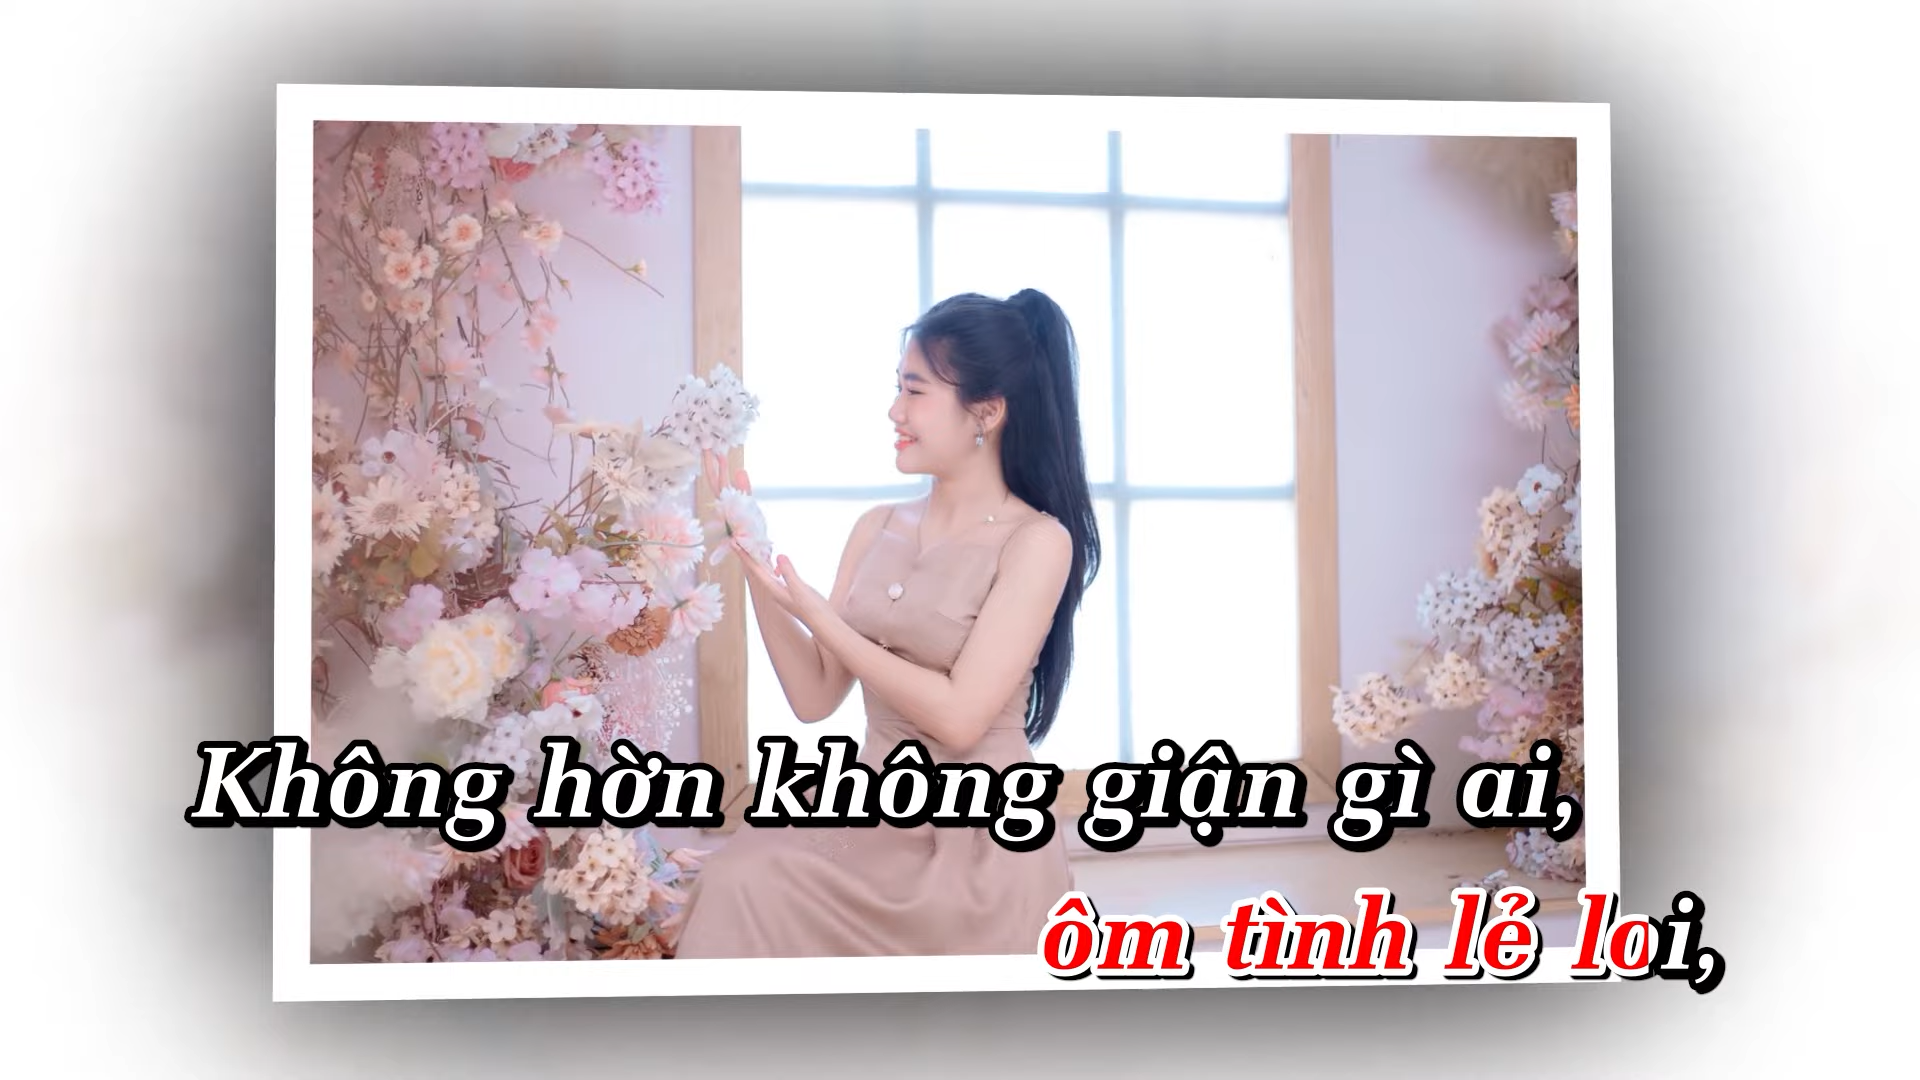 Không hờn không giận gì ai,
ôm tình lẻ loi,